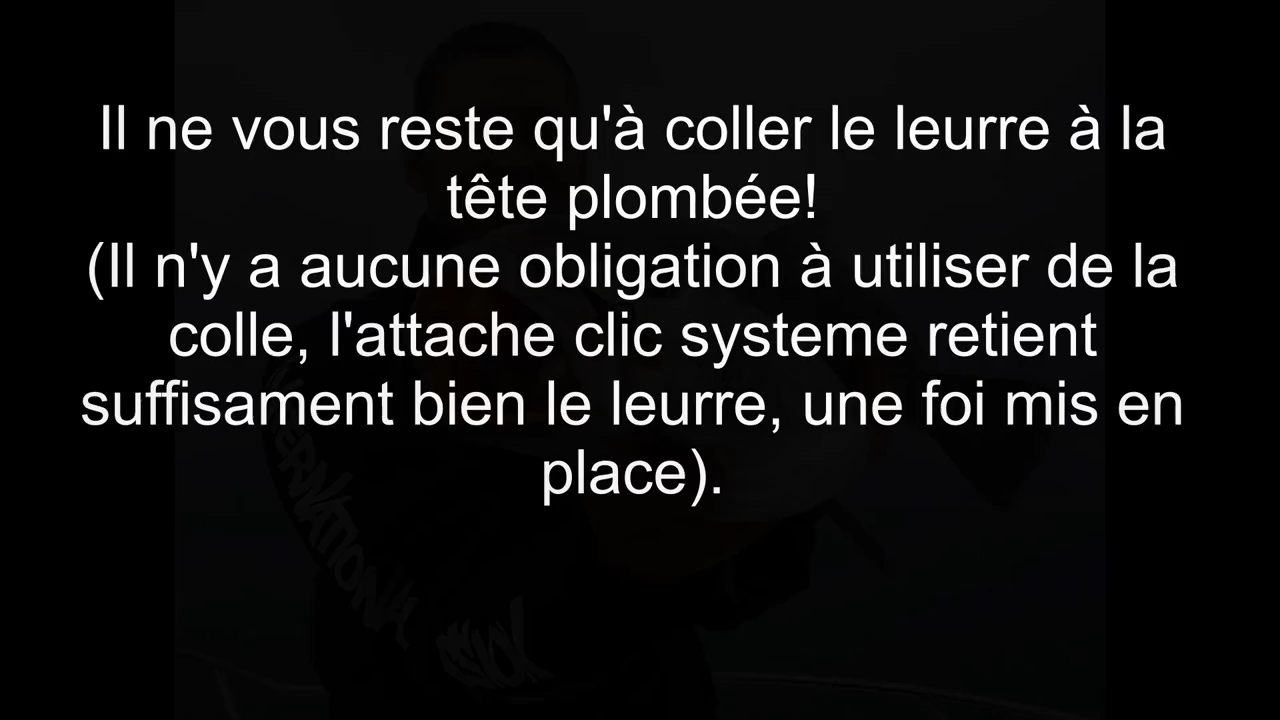 Il ne vous reste qu'à coller le leurre à la
tête plombée!
(Il n'y a aucune obligation à utiliser de la
colle, l'attache clic systeme retient
suffisament bien le leurre, une foi mis en
place).